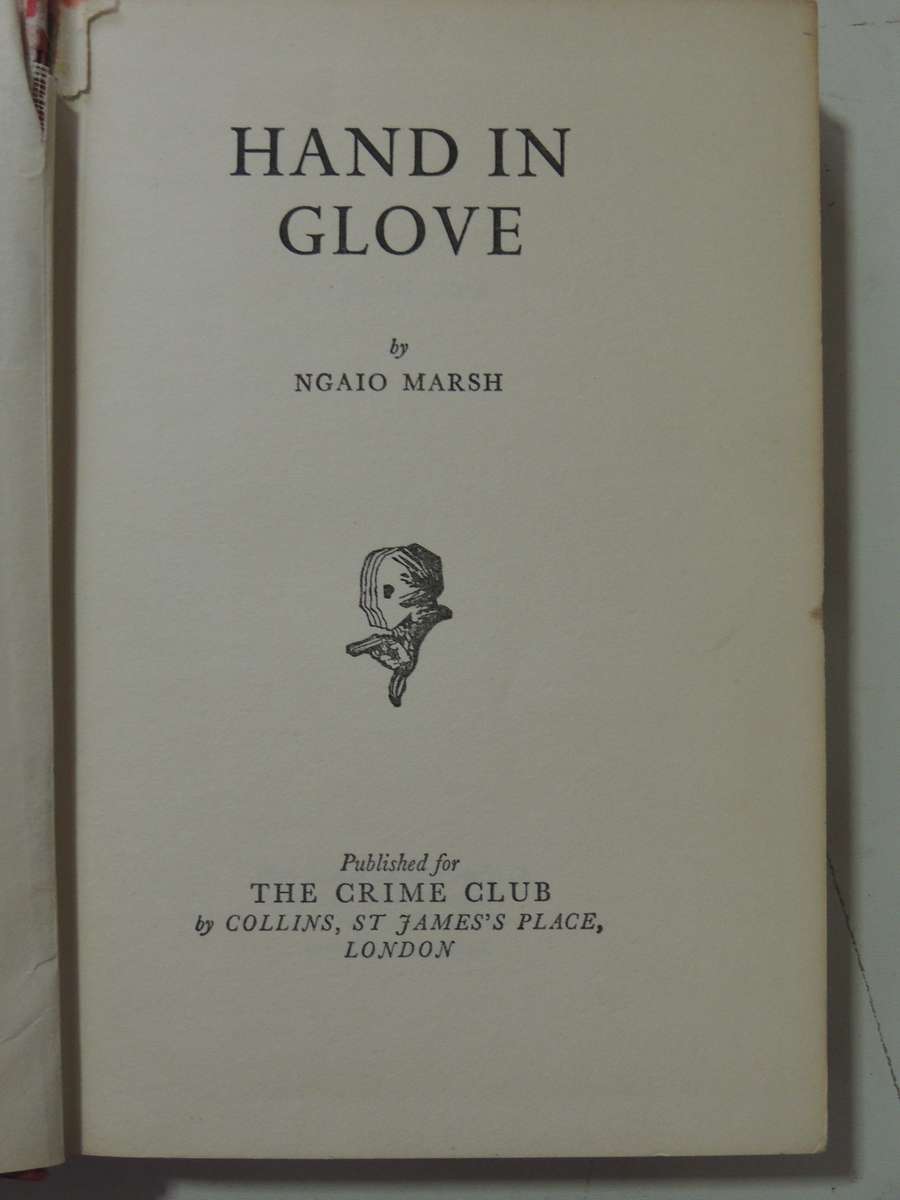 HAND IN
GLOVE
by
NGAIO MARSH
Published for
THE CRIME CLUB
by COLLINS, ST JAMES'S PLACE,
LONDON